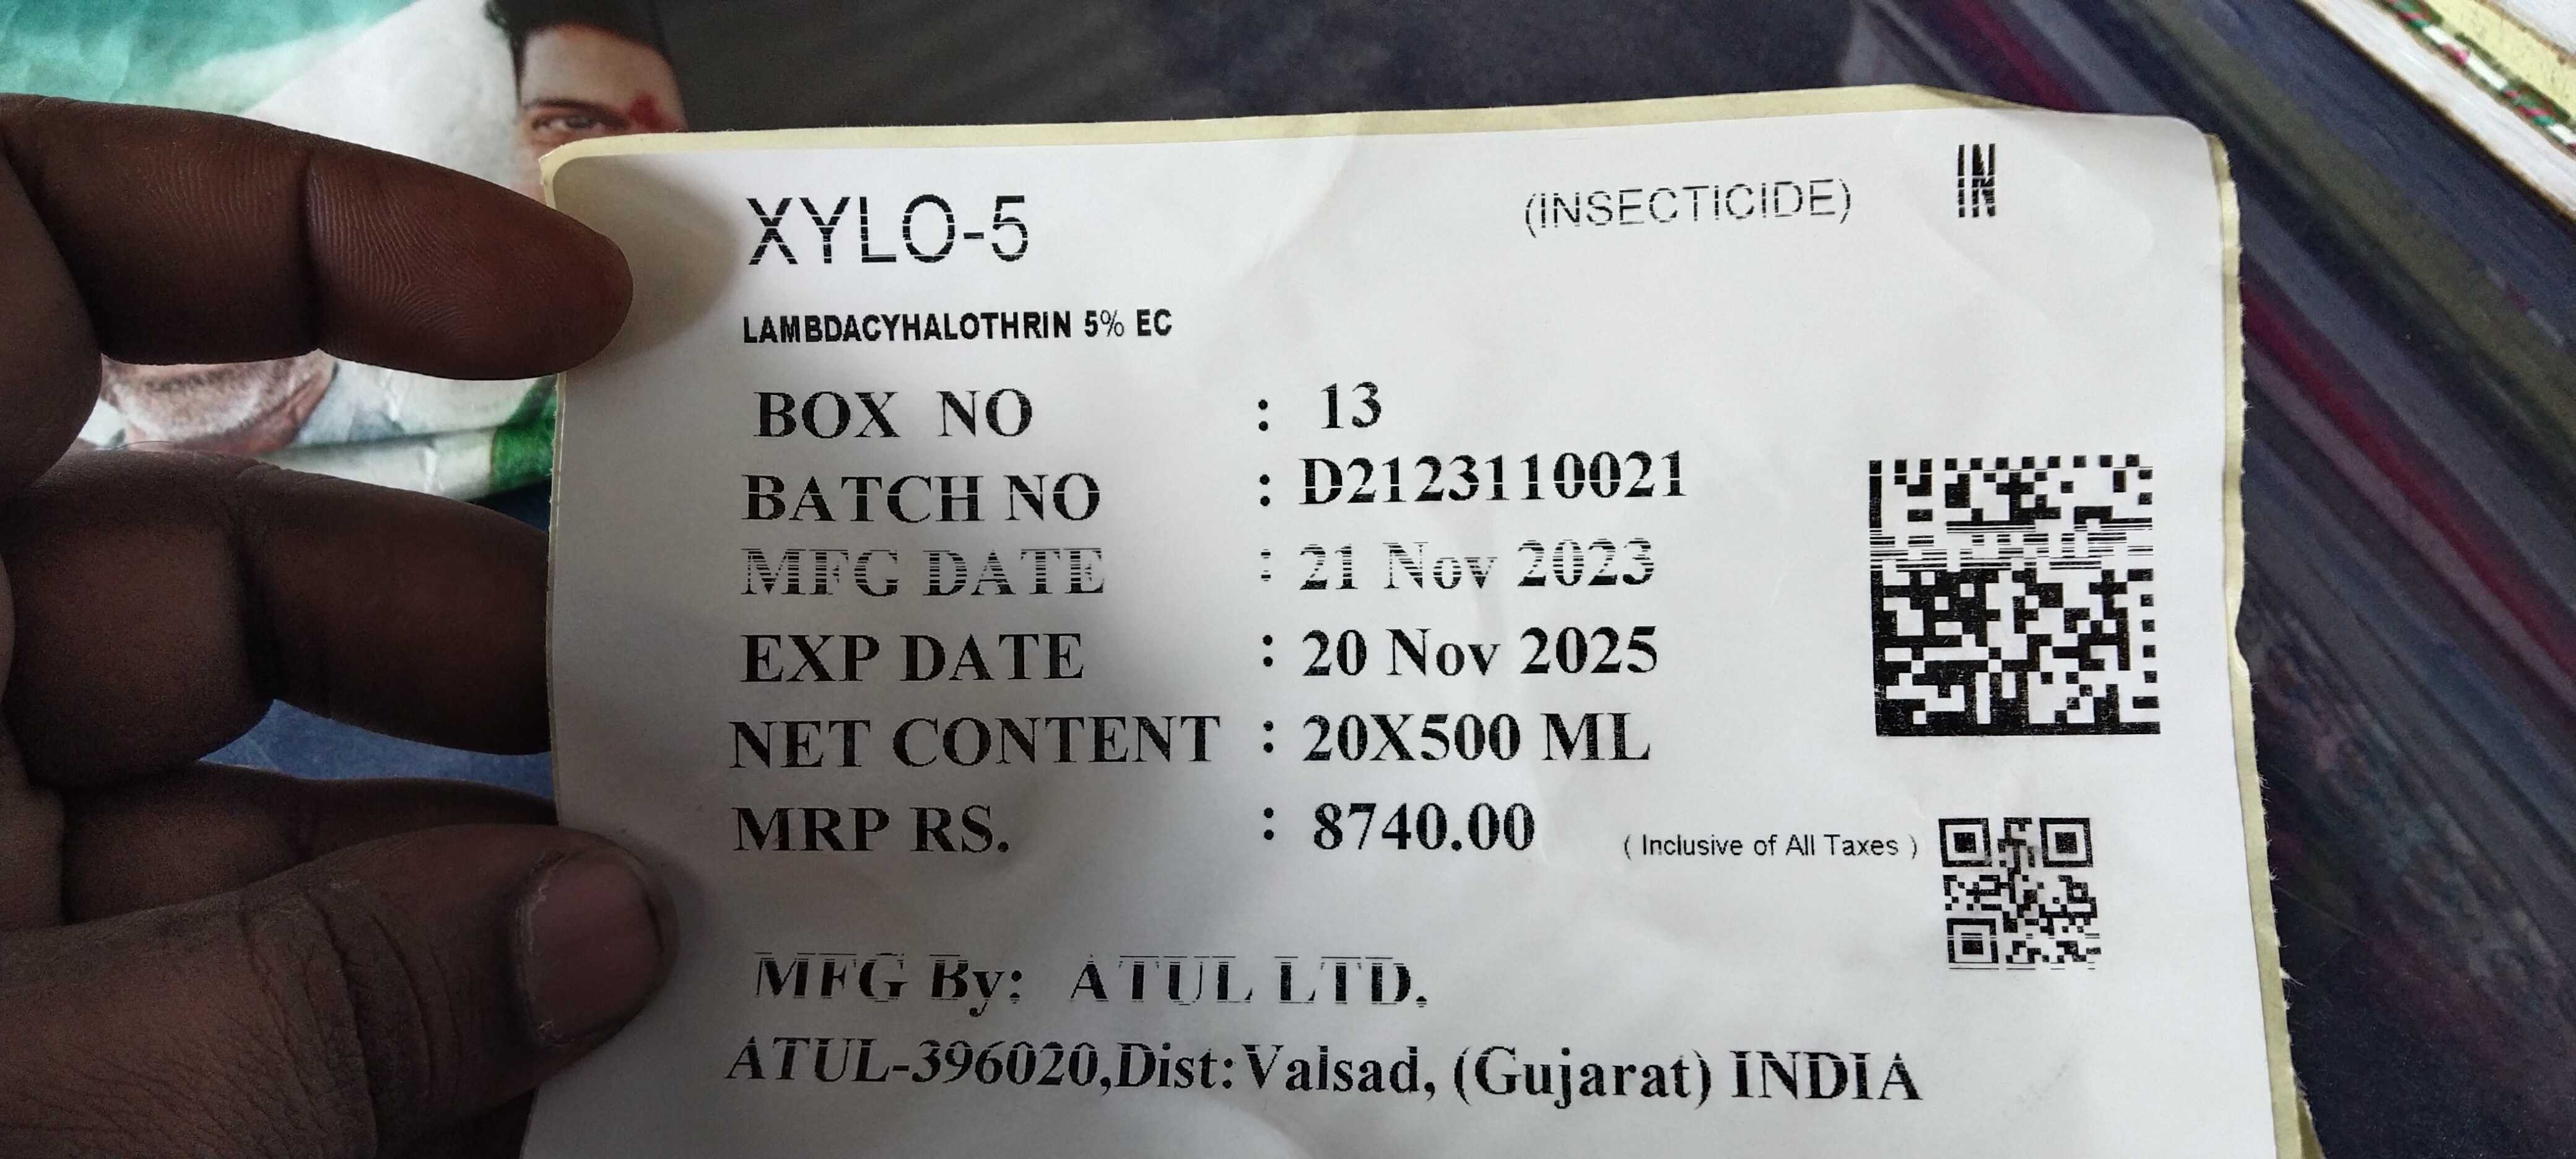 XYLO-5 (INSECTICIDE) IN
LAMBDACYHALOTHRIN 5% EC
BOX NO : 13
BATCH NO : D2123110021
MFG DATE : 21 Nov 2023
EXP DATE : 20 Nov 2025
NET CONTENT : 20X500 ML
MRP RS. : 8740.00 ( Inclusive of All Taxes )
MFG By: ATUL LTD.
ATUL-396020,Dist:Valsad, (Gujarat) INDIA